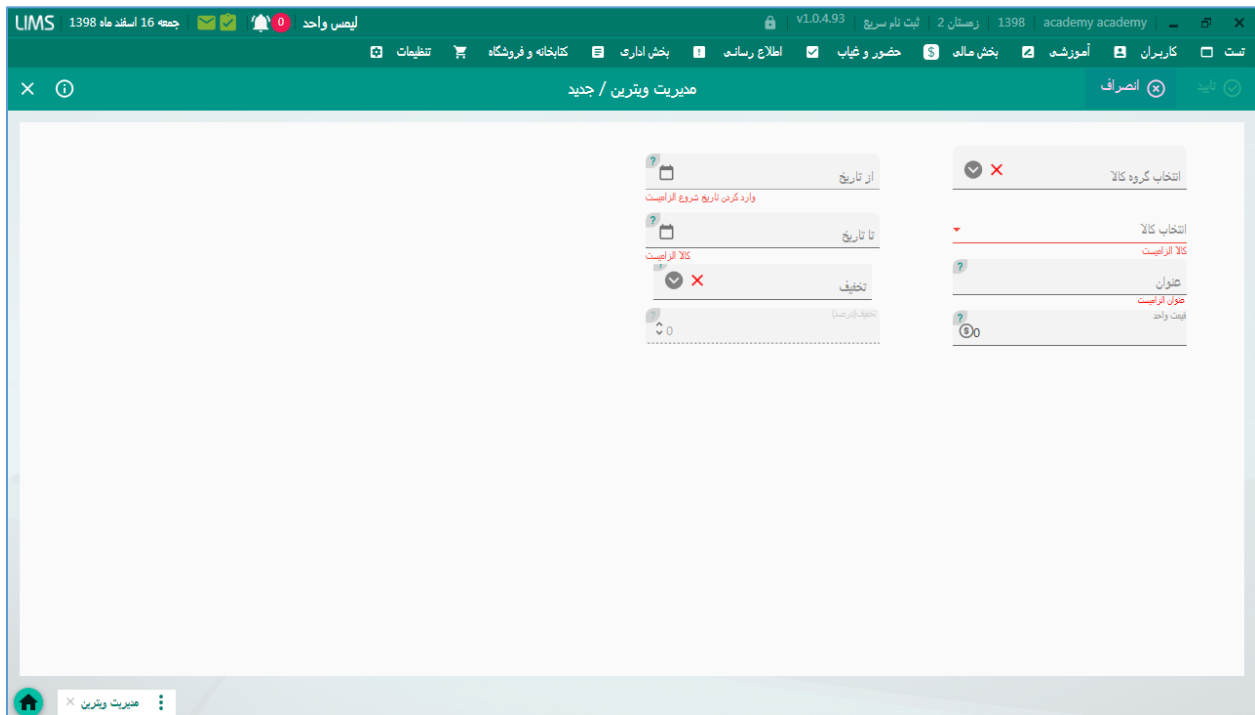 academy academy | 1398 | زمستان 2 | ثبت نام سریع | v1.0.4.93
لیمس واحد 0 جمعه 16 اسفند ماه 1398 LIMS
تست کاربران آموزشی بخش مالی حضور و غیاب اطلاع رسانی بخش اداری کتابخانه و فروشگاه تنظیمات
تایید انصراف مدیریت ویترین / جدید
انتخاب گروه کالا
انتخاب کالا
کالا الزامیست
عنوان
عنوان الزامیست
قیمت واحد
0
از تاریخ
وارد کردن تاریخ شروع الزامیست
تا تاریخ
کالا الزامیست
تخفیف
تخفیف(درصد)
0
مدیریت ویترین